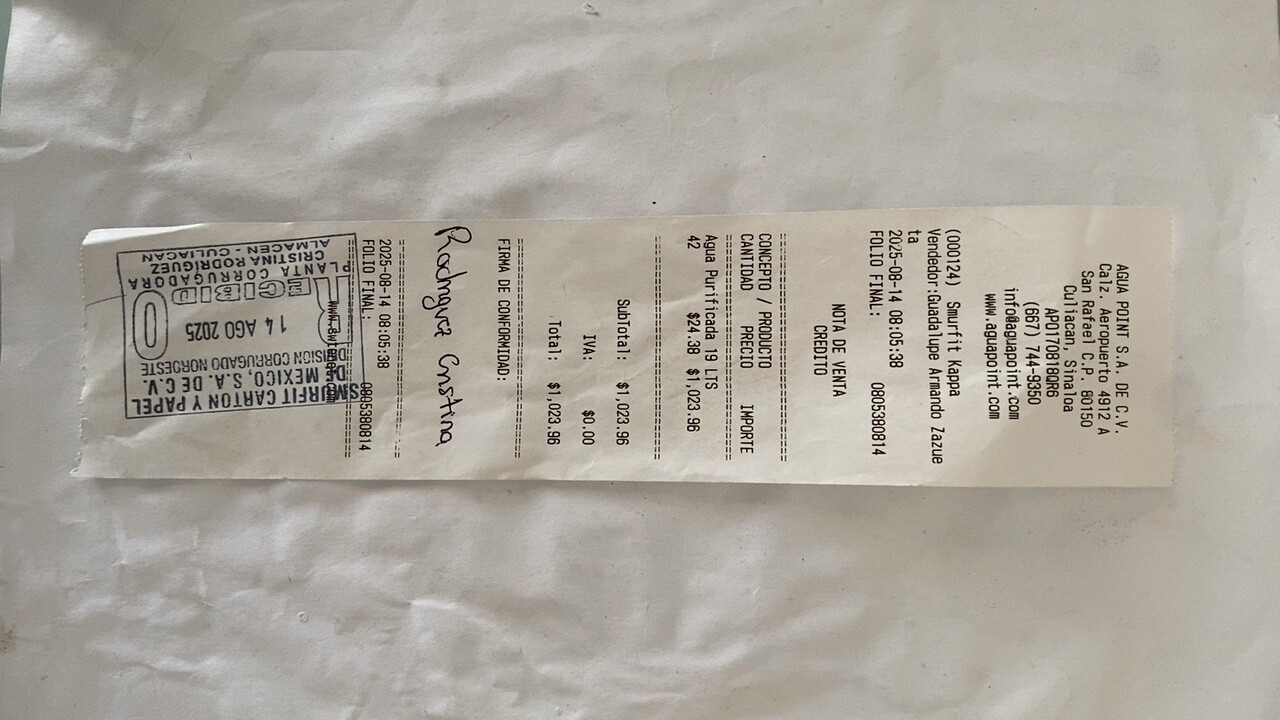 AGUA POINT S.A. DE C.V.
Calz. Aeropuerto 4912 A
San Rafael C.P. 80150
Culiacan, Sinaloa
APO170818QR6
(667) 744-9350
info@aguapoint.com
www.aguapoint.com
(000124) Smurfit Kappa
Vendedor:Guadalupe Armando Zazue
ta
2025-08-14 08:05:38
FOLIO FINAL: 0805380814
NOTA DE VENTA
CREDITO
================================
CONCEPTO / PRODUCTO
CANTIDAD PRECIO IMPORTE
================================
Agua Purificada 19 LTS
42 $24.38 $1,023.96
================================
SubTotal: $1,023.96
IVA: $0.00
Total: $1,023.96
================================
FIRMA DE CONFORMIDAD:
Rodriguez Cristina
================================
2025-08-14 08:05:38
FOLIO FINAL: 0805380814
================================
SMURFIT CARTON Y PAPEL
DE MEXICO, S.A. DE C.V.
DIVISION CORRUGADO NOROESTE
14 AGO 2025
RECIBIDO
PLANTA CORRUGADORA
CRISTINA RODRIGUEZ
ALMACEN - CULIACAN